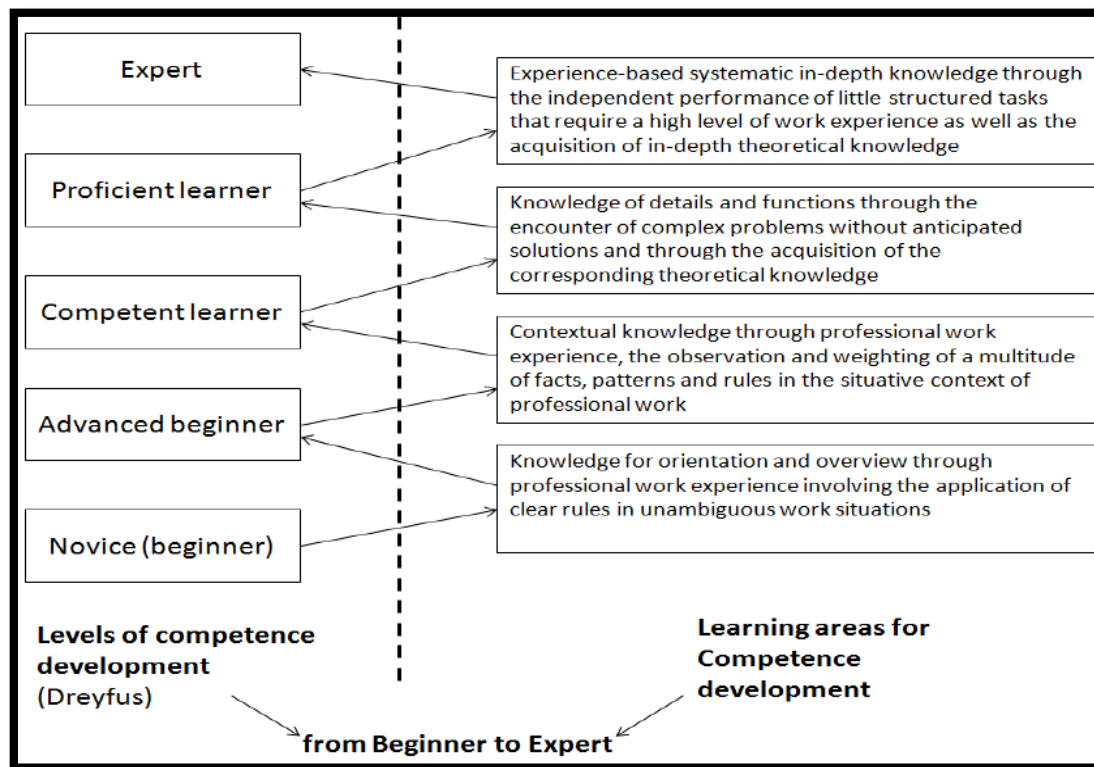 Expert
Experience-based systematic in-depth knowledge through
the independent performance of little structured tasks
that require a high level of work experience as well as the
acquisition of in-depth theoretical knowledge
Proficient learner
Knowledge of details and functions through the
encounter of complex problems without anticipated
solutions and through the acquisition of the
corresponding theoretical knowledge
Competent learner
Contextual knowledge through professional work
experience, the observation and weighting of a multitude
of facts, patterns and rules in the situative context of
professional work
Advanced beginner
Knowledge for orientation and overview through
professional work experience involving the application of
clear rules in unambiguous work situations
Novice (beginner)
Levels of competence
development
(Dreyfus)
Learning areas for
Competence
development
from Beginner to Expert